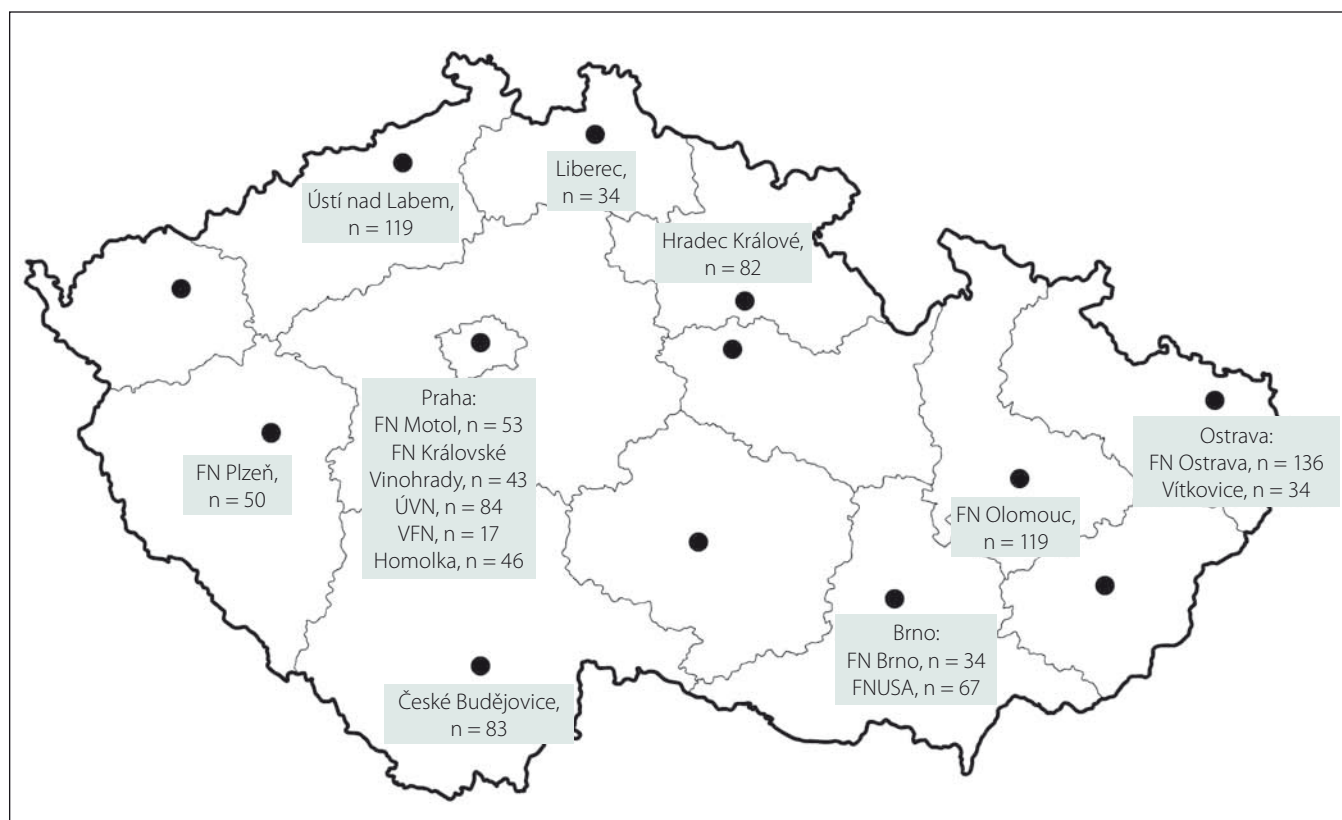 Liberec,
n = 34
Ústí nad Labem,
n = 119
Hradec Králové,
n = 82
Praha:
FN Motol, n = 53
FN Královské
Vinohrady, n = 43
ÚVN, n = 84
VFN, n = 17
Homolka, n = 46
FN Plzeň,
n = 50
Ostrava:
FN Ostrava, n = 136
Vítkovice, n = 34
FN Olomouc,
n = 119
Brno:
FN Brno, n = 34
FNUSA, n = 67
České Budějovice,
n = 83